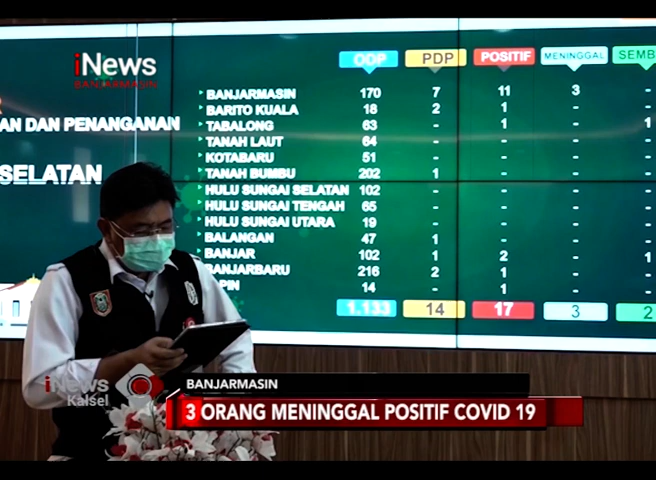 iNews
BANJARMASIN
AN DAN PENANGANAN
SELATAN
ODP PDP POSITIF MENINGGAL SEMB
BANJARMASIN 170 7 11 3 -
BARITO KUALA 18 2 1 - -
TABALONG 63 - 1 - 1
TANAH LAUT 64 - - - -
KOTABARU 51 - - - -
TANAH BUMBU 202 1 - - -
HULU SUNGAI SELATAN 102 - - - -
HULU SUNGAI TENGAH 65 - - - -
HULU SUNGAI UTARA 19 - - - -
BALANGAN 47 1 - - -
BANJAR 102 1 2 - 1
BANJARBARU 216 2 1 - -
PIN 14 - 1 - -
1.133 14 17 3 2
iNews
Kalsel
BANJARMASIN
3 ORANG MENINGGAL POSITIF COVID 19